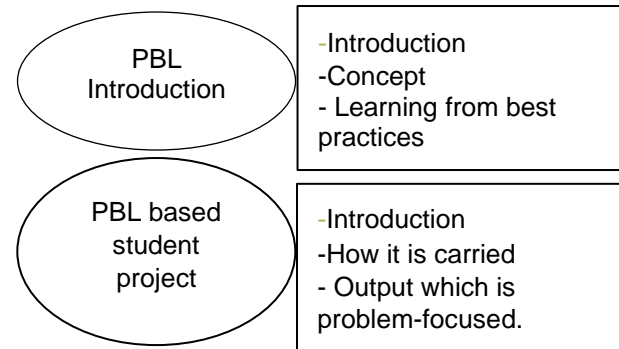 PBL
Introduction
-Introduction
-Concept
- Learning from best
practices
PBL based
student
project
-Introduction
-How it is carried
- Output which is
problem-focused.